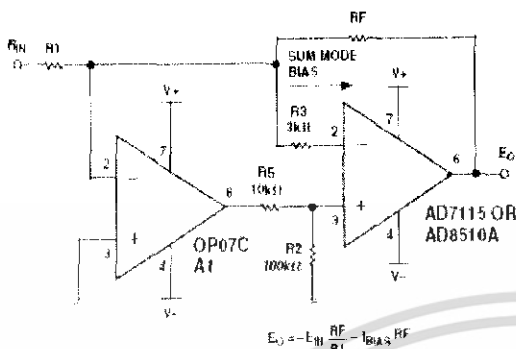 RF
R1
SUM MODE
BIAS
V+
V+
7
R3
3kΩ
2
7
2
6
R5
10kΩ
6
EO
3
3
AD7115 OR
AD8510A
OP07C
A1
R2
100kΩ
4
4
V-
V-
EO = -EIN RF/R1 - IBIAS RF